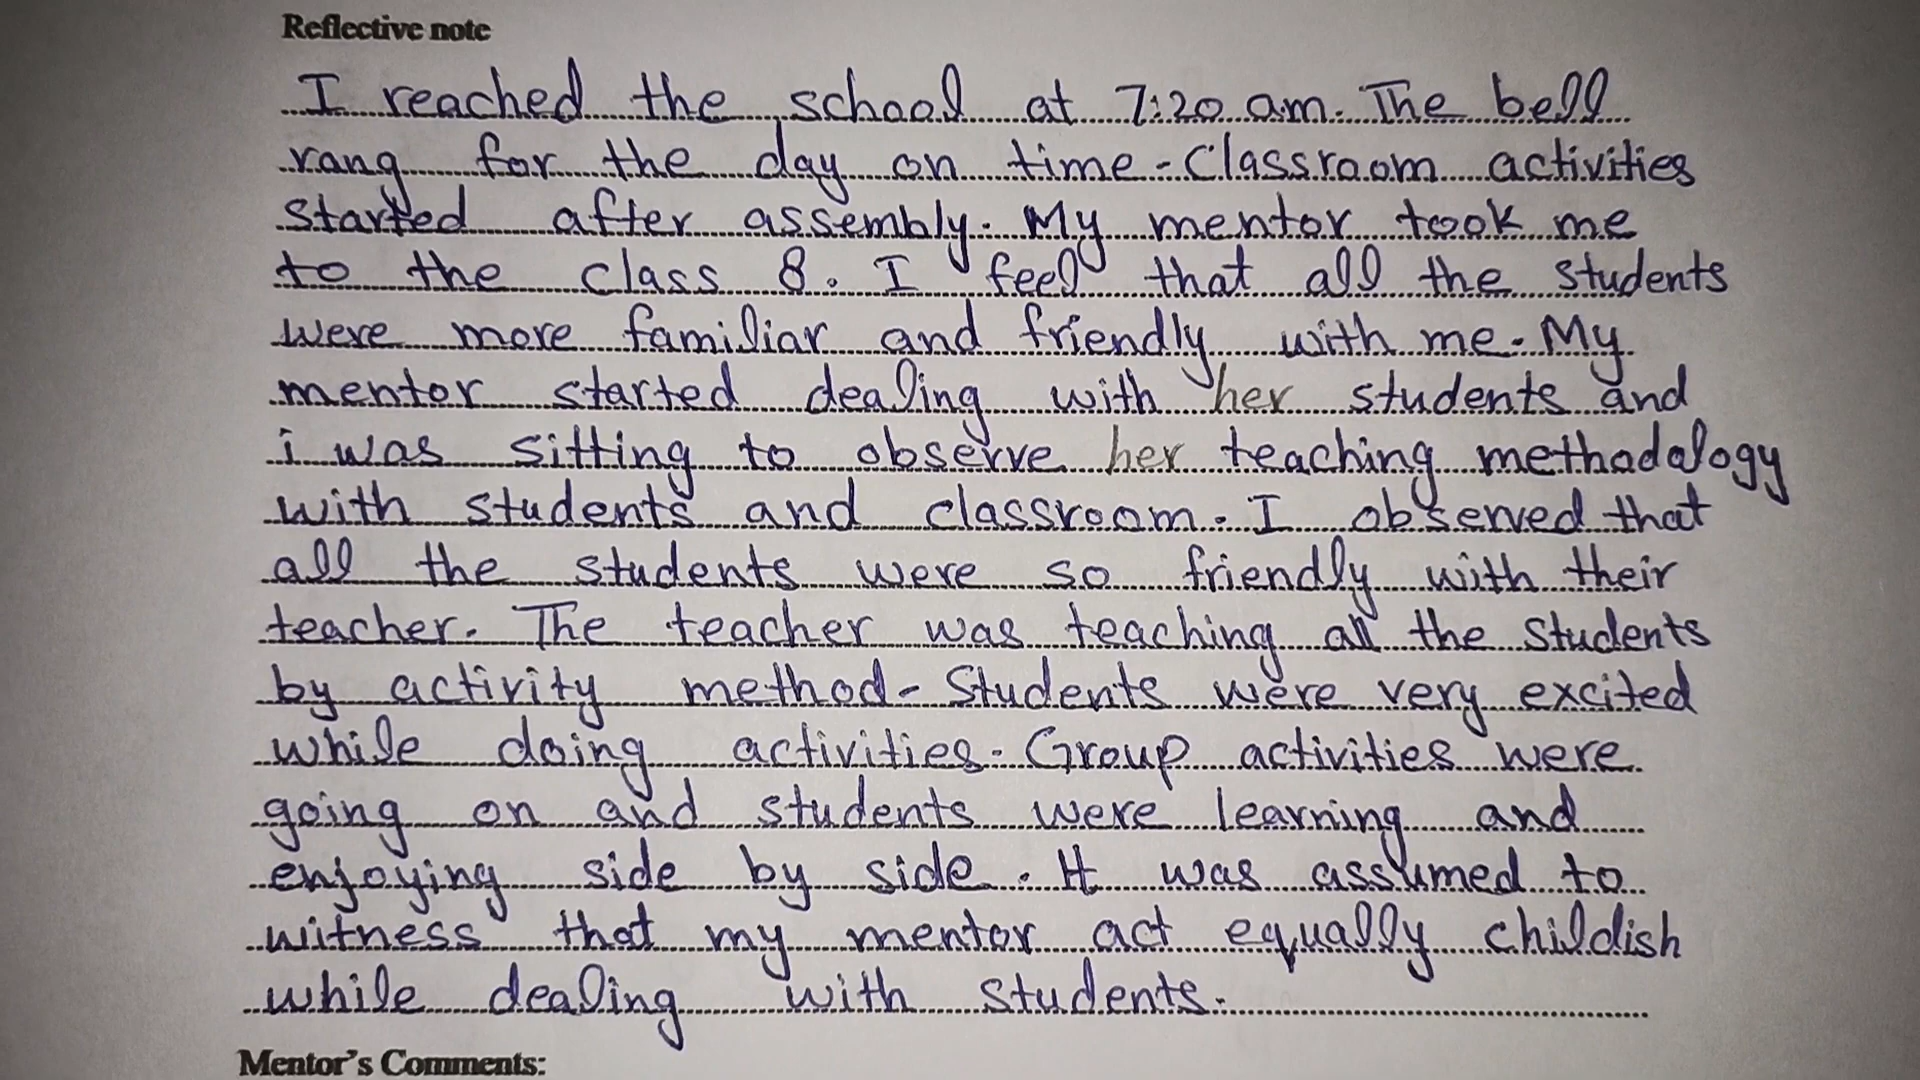 Reflective note
I reached the school at 7:20 am. The bell
rang for the day on time - Classroom activities
started after assembly. My mentor took me
to the class 8. I feel that all the students
were more familiar and friendly with me. My
mentor started dealing with her students and
i was sitting to observe her teaching methodology
with students and classroom. I observed that
all the students were so friendly with their
teacher. The teacher was teaching all the students
by activity method - Students were very excited
while doing activities. Group activities were
going on and students were learning and
enjoying side by side. It was assumed to
witness that my mentor act equally childish
while dealing with students.
Mentor's Comments: